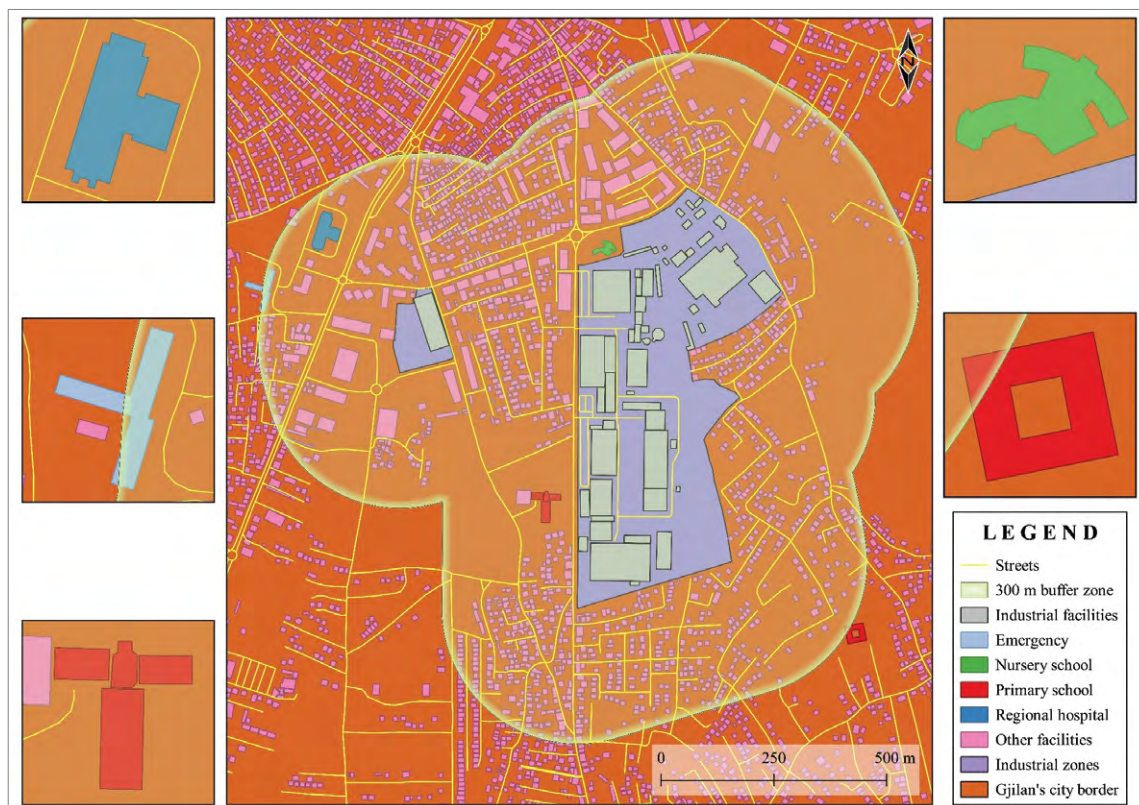 N
LEGEND
Streets
300 m buffer zone
Industrial facilities
Emergency
Nursery school
Primary school
Regional hospital
Other facilities
Industrial zones
Gjilan's city border
0 250 500 m